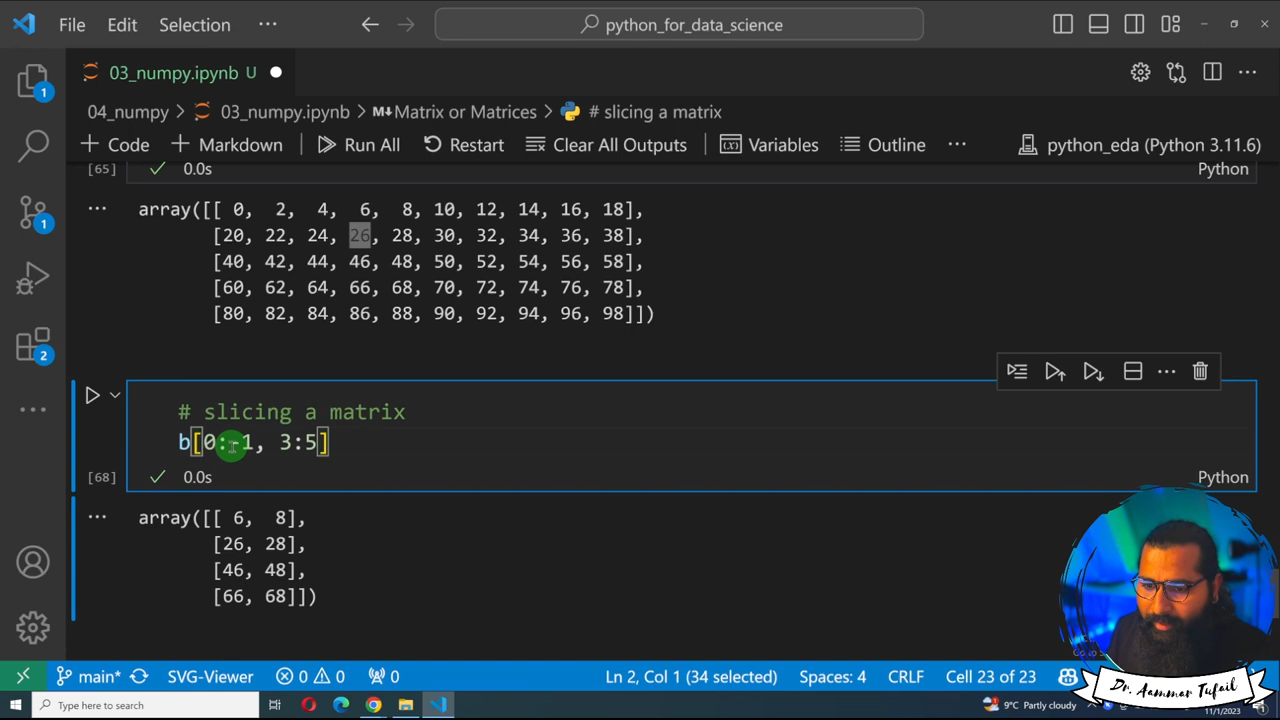 File Edit Selection ··· python_for_data_science
03_numpy.ipynb U
04_numpy > 03_numpy.ipynb > M Matrix or Matrices > # slicing a matrix
+ Code + Markdown Run All Restart Clear All Outputs Variables Outline ··· python_eda (Python 3.11.6)
[65] 0.0s Python
array([[ 0, 2, 4, 6, 8, 10, 12, 14, 16, 18],
[20, 22, 24, 26, 28, 30, 32, 34, 36, 38],
[40, 42, 44, 46, 48, 50, 52, 54, 56, 58],
[60, 62, 64, 66, 68, 70, 72, 74, 76, 78],
[80, 82, 84, 86, 88, 90, 92, 94, 96, 98]])
# slicing a matrix
b[0:-1, 3:5]
[68] 0.0s Python
array([[ 6, 8],
[26, 28],
[46, 48],
[66, 68]])
1
1
2
main* SVG-Viewer 0 0 0 Ln 2, Col 1 (34 selected) Spaces: 4 CRLF Cell 23 of 23
Dr. Aammar Tufail
Type here to search 9°C Partly cloudy 11/1/2023